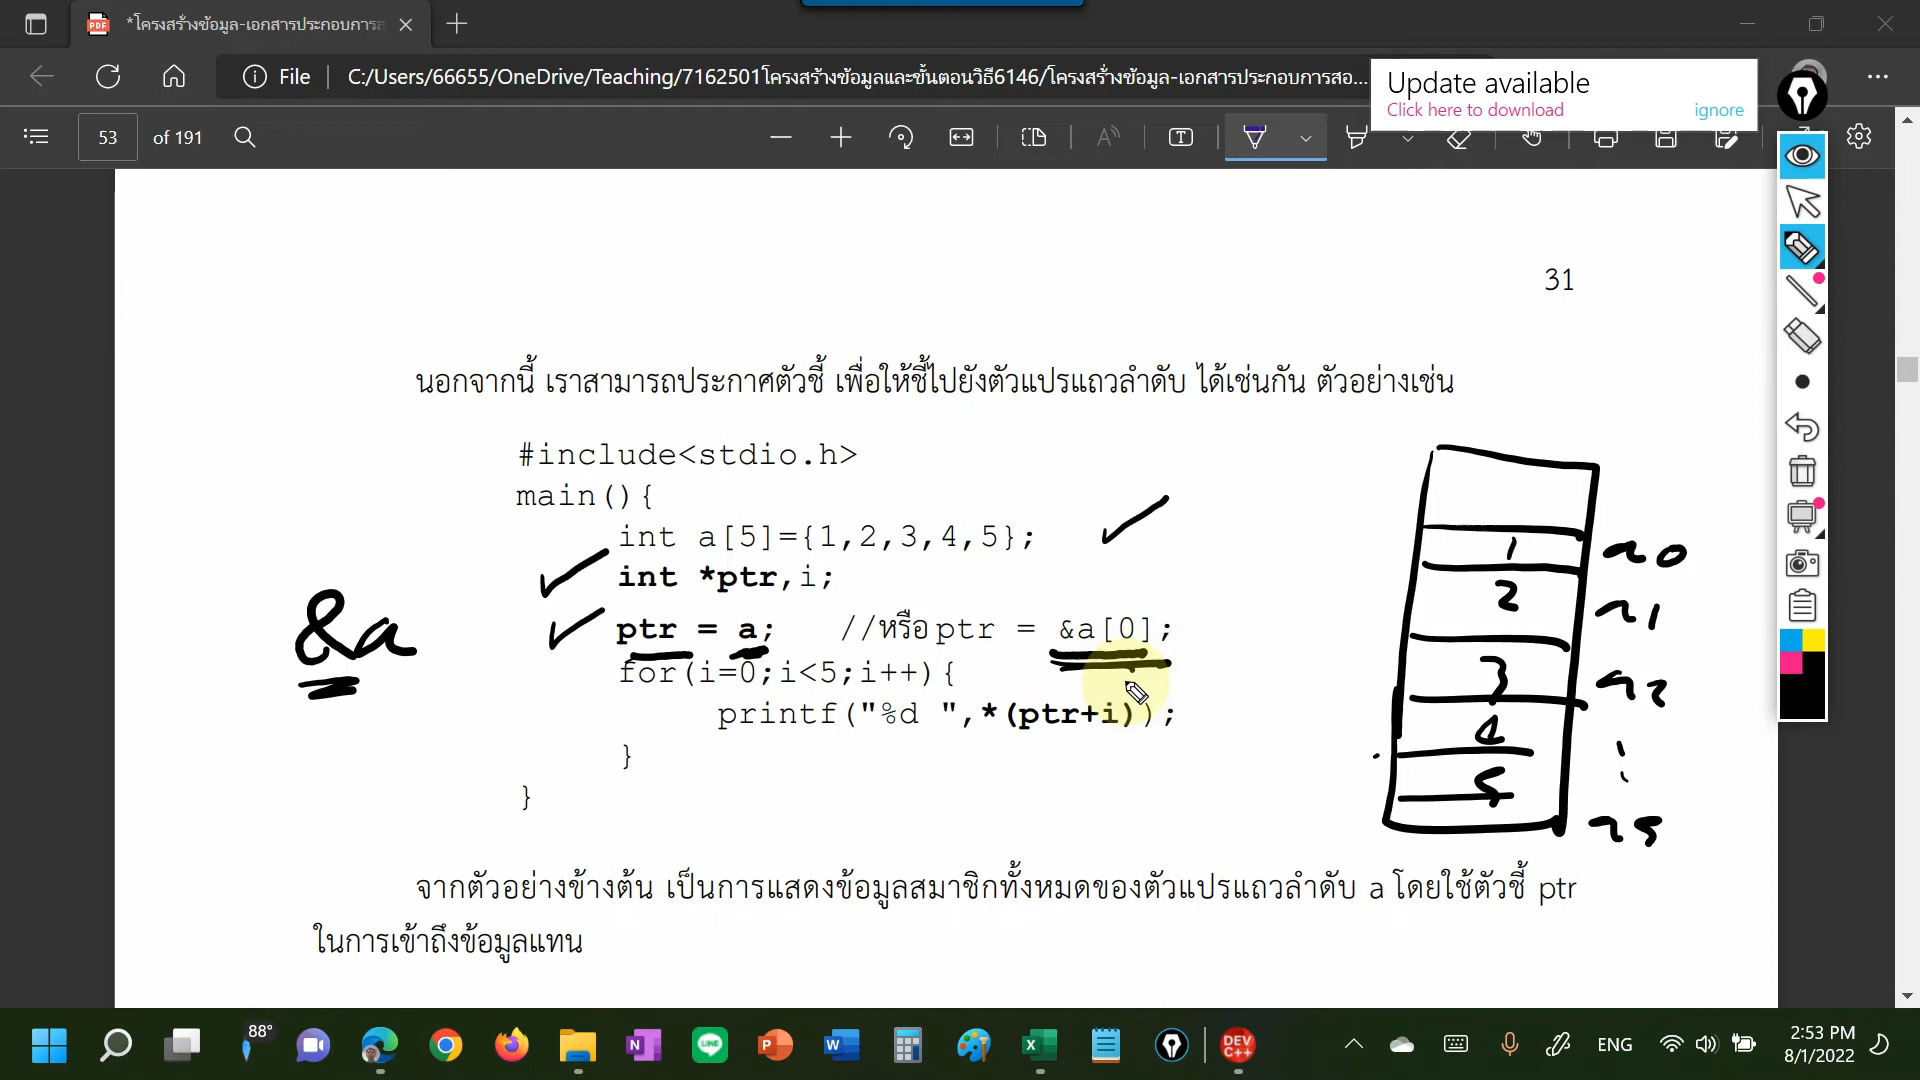 *โครงสร้างข้อมูล-เอกสารประกอบการส
File
C:/Users/66655/OneDrive/Teaching/7162501โครงสร้างข้อมูลและขั้นตอนวิธี6146/โครงสร้างข้อมูล-เอกสารประกอบการสอ...
Update available
Click here to download ignore
53 of 191
31
นอกจากนี้ เราสามารถประกาศตัวชี้ เพื่อให้ชี้ไปยังตัวแปรแถวลำดับ ได้เช่นกัน ตัวอย่างเช่น
#include<stdio.h>
main(){
int a[5]={1,2,3,4,5};
int *ptr,i;
ptr = a; //หรือ ptr = &a[0];
for(i=0;i<5;i++){
printf("%d ",*(ptr+i));
}
}
&a
1 a0
2 a1
3 a2
4
5
a5
จากตัวอย่างข้างต้น เป็นการแสดงข้อมูลสมาชิกทั้งหมดของตัวแปรแถวลำดับ a โดยใช้ตัวชี้ ptr
ในการเข้าถึงข้อมูลแทน
88°
DEV C++
ENG
2:53 PM
8/1/2022